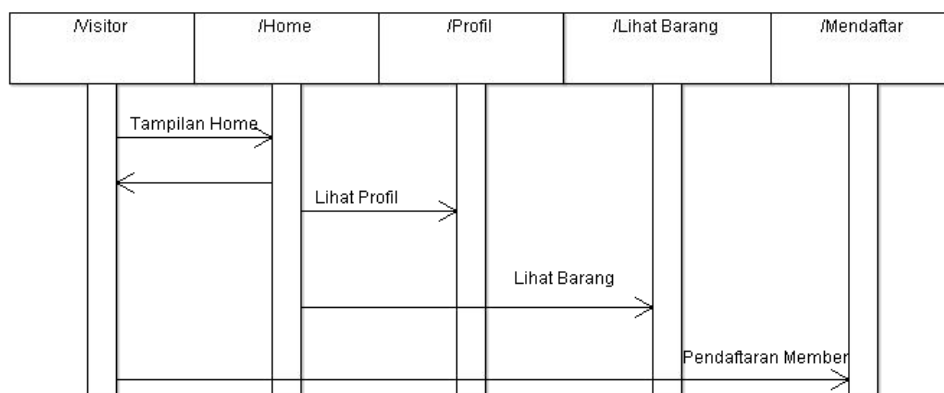 /Visitor
/Home
/Profil
/Lihat Barang
/Mendaftar
Tampilan Home
Lihat Profil
Lihat Barang
Pendaftaran Member